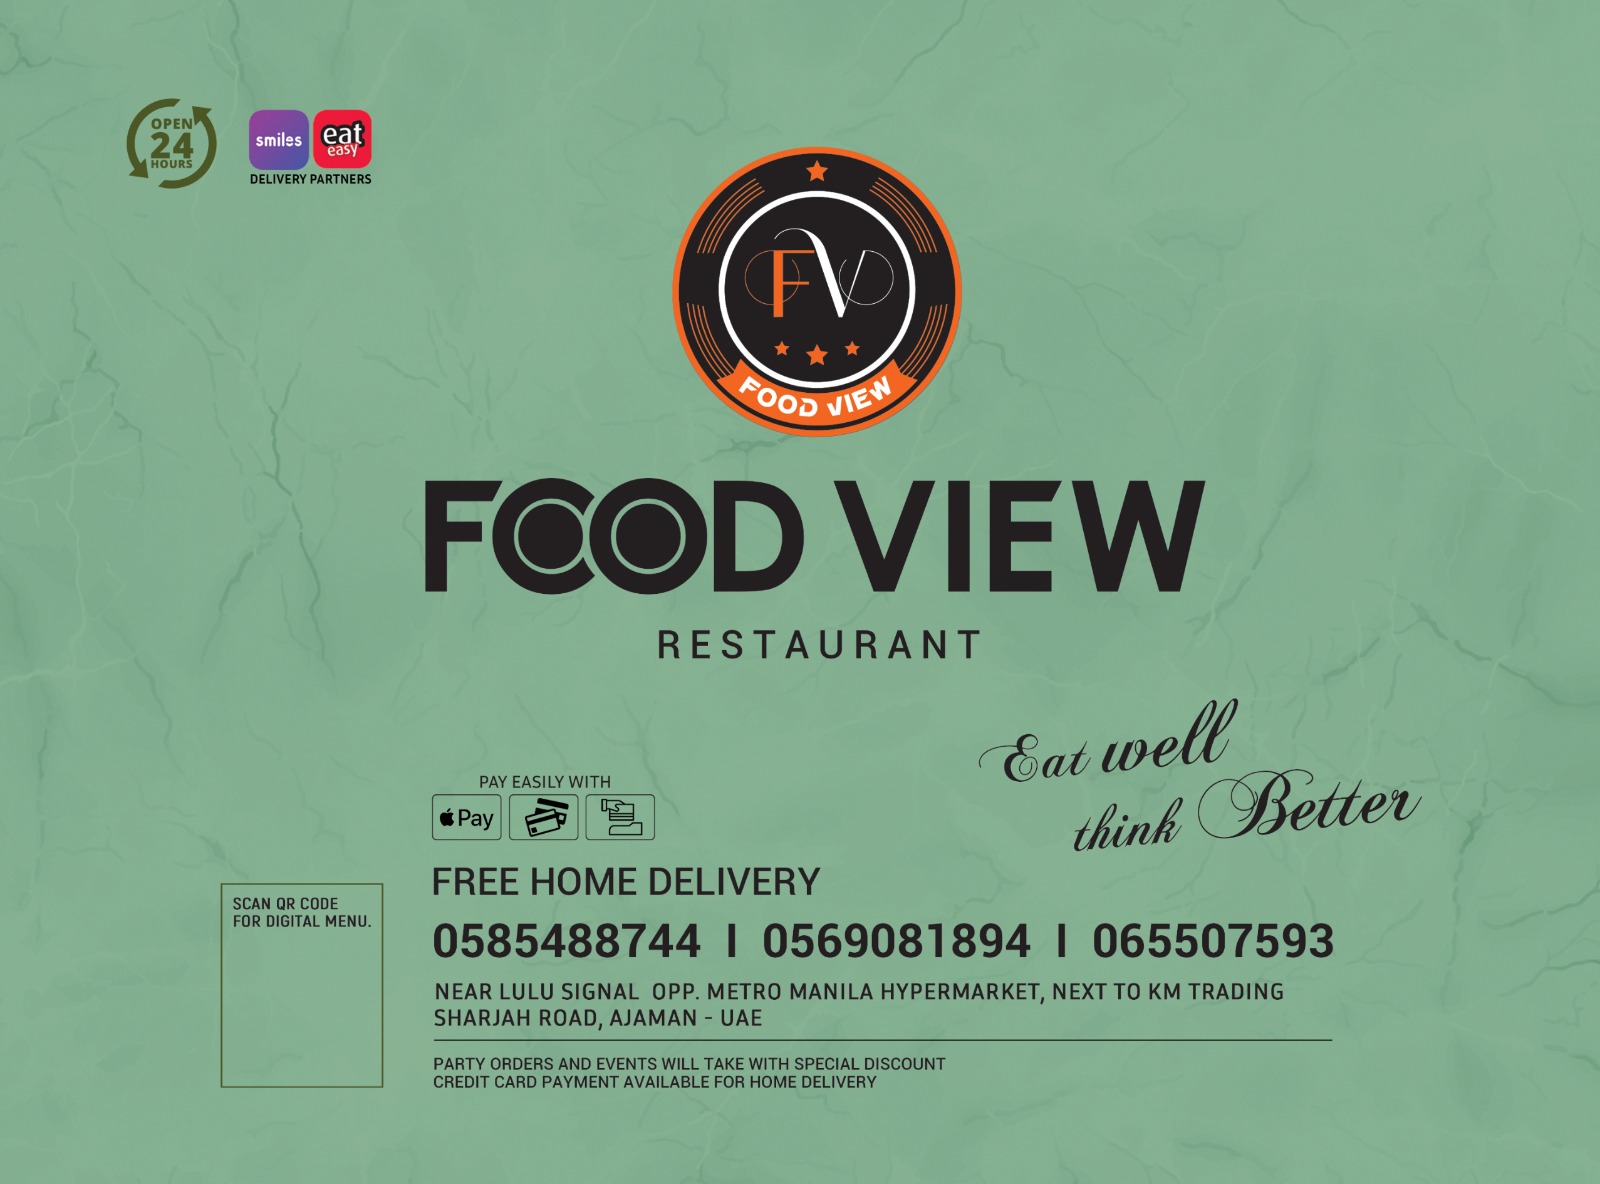 OPEN
24
HOURS
smiles
eat
easy
DELIVERY PARTNERS
FV
FOOD VIEW
FOOD VIEW
RESTAURANT
Eat well
think Better
PAY EASILY WITH
Pay
FREE HOME DELIVERY
0585488744 | 0569081894 | 065507593
SCAN QR CODE
FOR DIGITAL MENU.
NEAR LULU SIGNAL OPP. METRO MANILA HYPERMARKET, NEXT TO KM TRADING
SHARJAH ROAD, AJAMAN - UAE
PARTY ORDERS AND EVENTS WILL TAKE WITH SPECIAL DISCOUNT
CREDIT CARD PAYMENT AVAILABLE FOR HOME DELIVERY